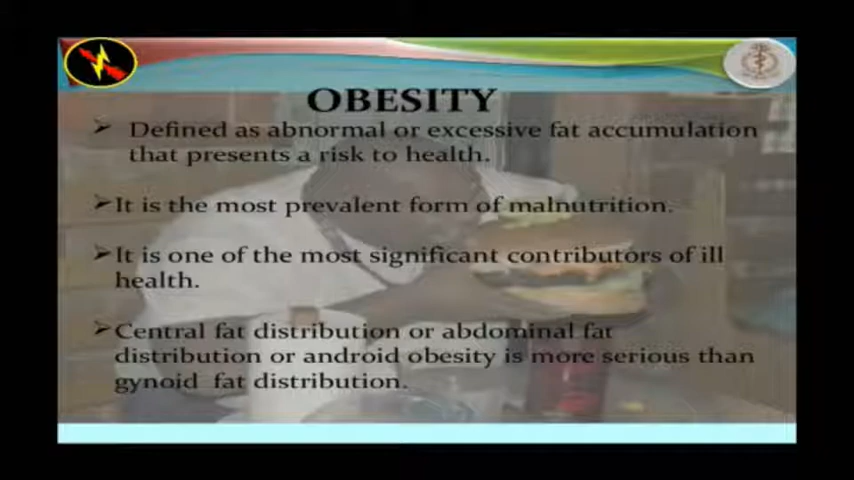 OBESITY
➢ Defined as abnormal or excessive fat accumulation
that presents a risk to health.
➢ It is the most prevalent form of malnutrition.
➢ It is one of the most significant contributors of ill
health.
➢ Central fat distribution or abdominal fat
distribution or android obesity is more serious than
gynoid fat distribution.